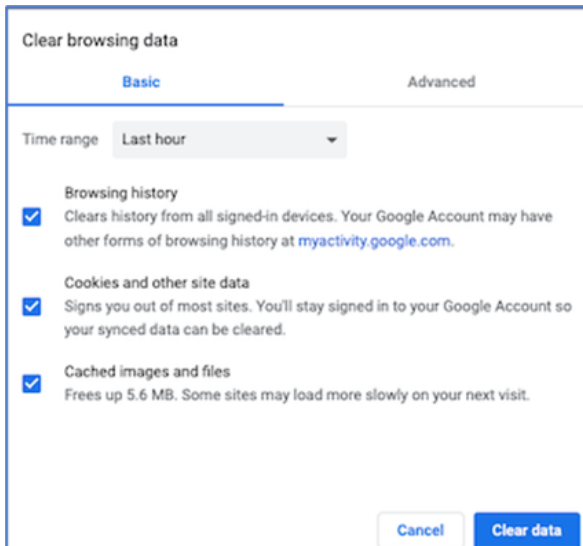 Clear browsing data
Basic
Advanced
Time range
Last hour
Browsing history
Clears history from all signed-in devices. Your Google Account may have
other forms of browsing history at myactivity.google.com.
Cookies and other site data
Signs you out of most sites. You'll stay signed in to your Google Account so
your synced data can be cleared.
Cached images and files
Frees up 5.6 MB. Some sites may load more slowly on your next visit.
Cancel
Clear data